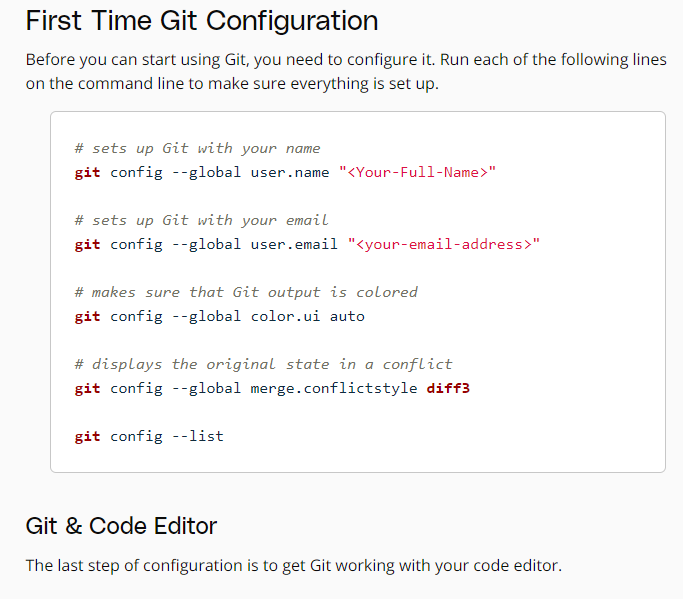 First Time Git Configuration
Before you can start using Git, you need to configure it. Run each of the following lines
on the command line to make sure everything is set up.
# sets up Git with your name
git config --global user.name "<Your-Full-Name>"
# sets up Git with your email
git config --global user.email "<your-email-address>"
# makes sure that Git output is colored
git config --global color.ui auto
# displays the original state in a conflict
git config --global merge.conflictstyle diff3
git config --list
Git & Code Editor
The last step of configuration is to get Git working with your code editor.